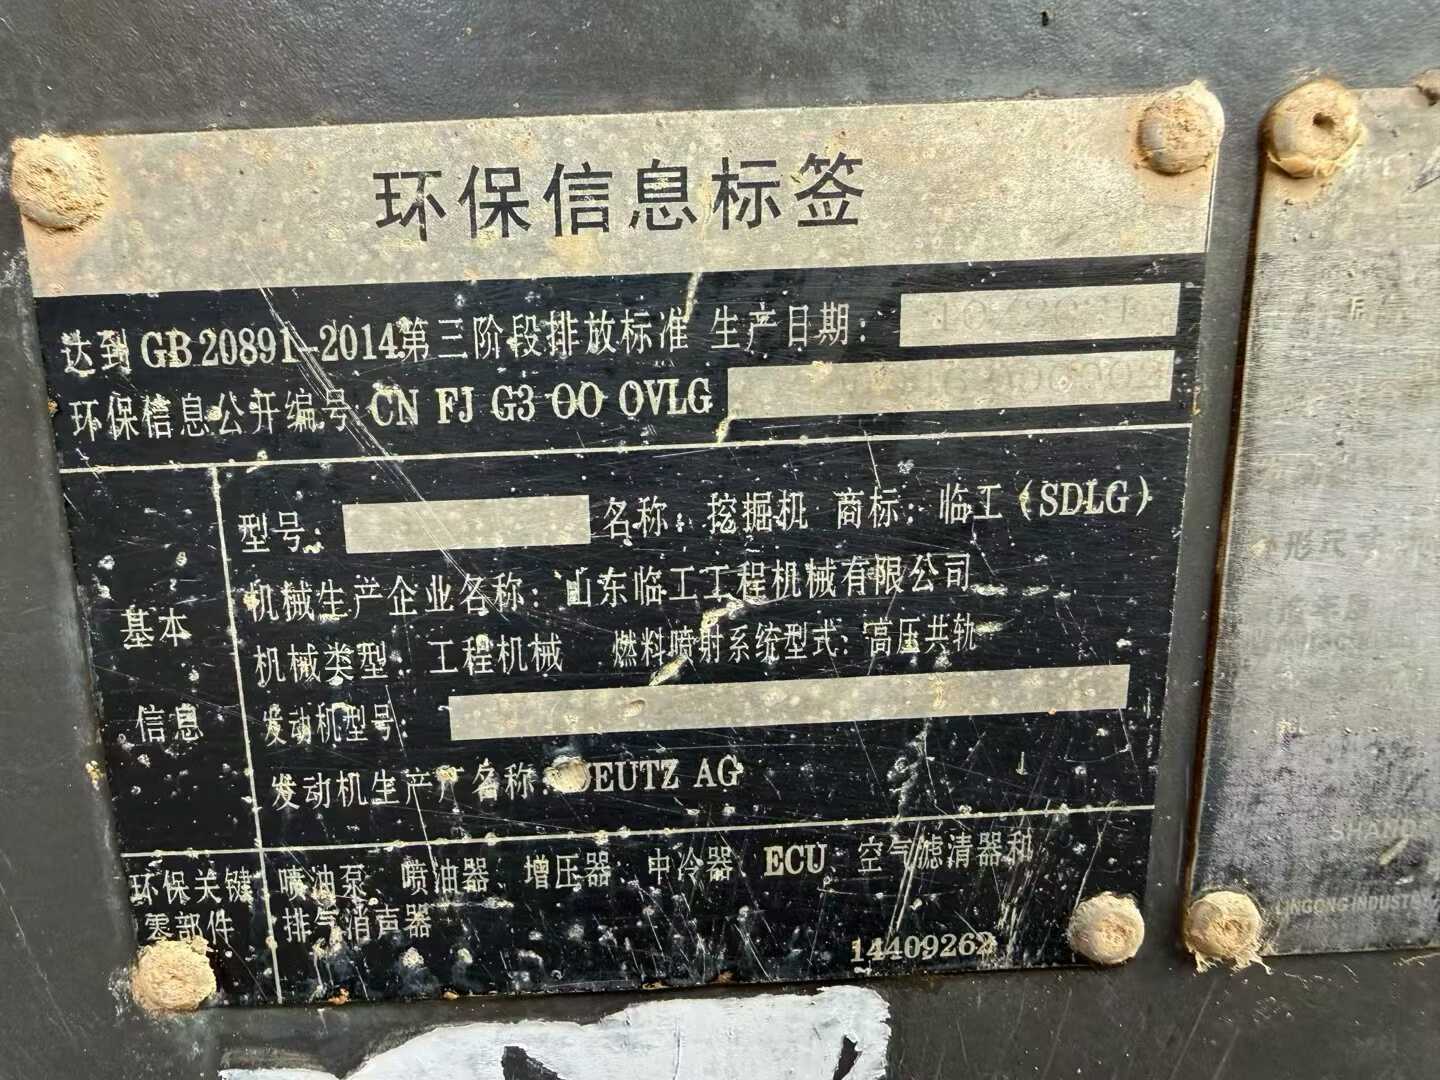 环保信息标签
达到GB 20891-2014第三阶段排放标准 生产日期:
环保信息公开编号 CN FJ G3 OO OVLG
型号: 名称: 挖掘机 商标: 临工(SDLG)
机械生产企业名称: 山东临工工程机械有限公司
机械类型: 工程机械 燃料喷射系统型式: 高压共轨
基本
信息
发动机型号:
发动机生产厂名称: DEUTZ AG
环保关键零部件
喷油泵、喷油器、增压器、中冷器、ECU、空气滤清器和
排气消声器
14409262
形式
SHAND
LINGONG INDUST